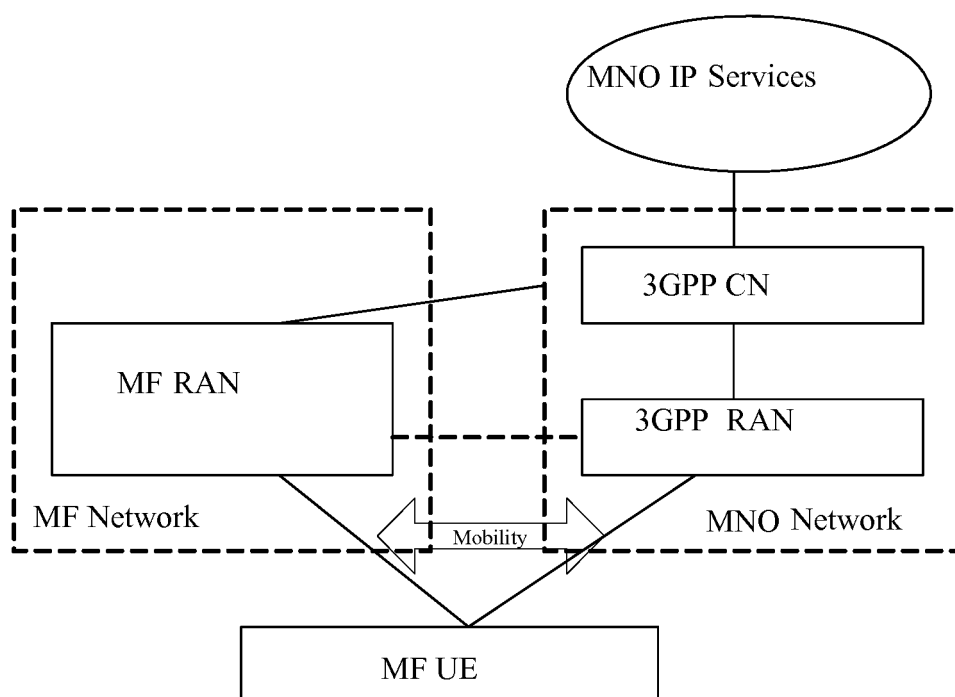 MNO IP Services
3GPP CN
MF RAN
3GPP RAN
MF Network
MNO Network
Mobility
MF UE